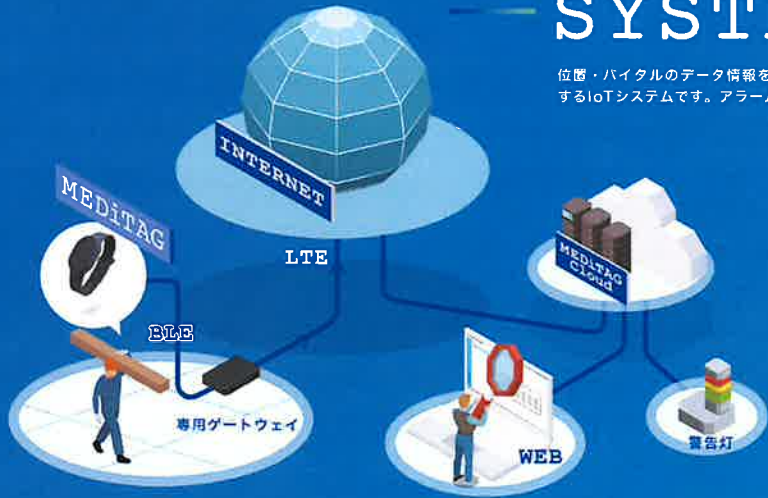 SYST
位置・バイタルのデータ情報を
するIoTシステムです。アラーム
INTERNET
MEDiTAG
LTE
MEDiTAG
Cloud
BLE
専用ゲートウェイ
WEB
警告灯